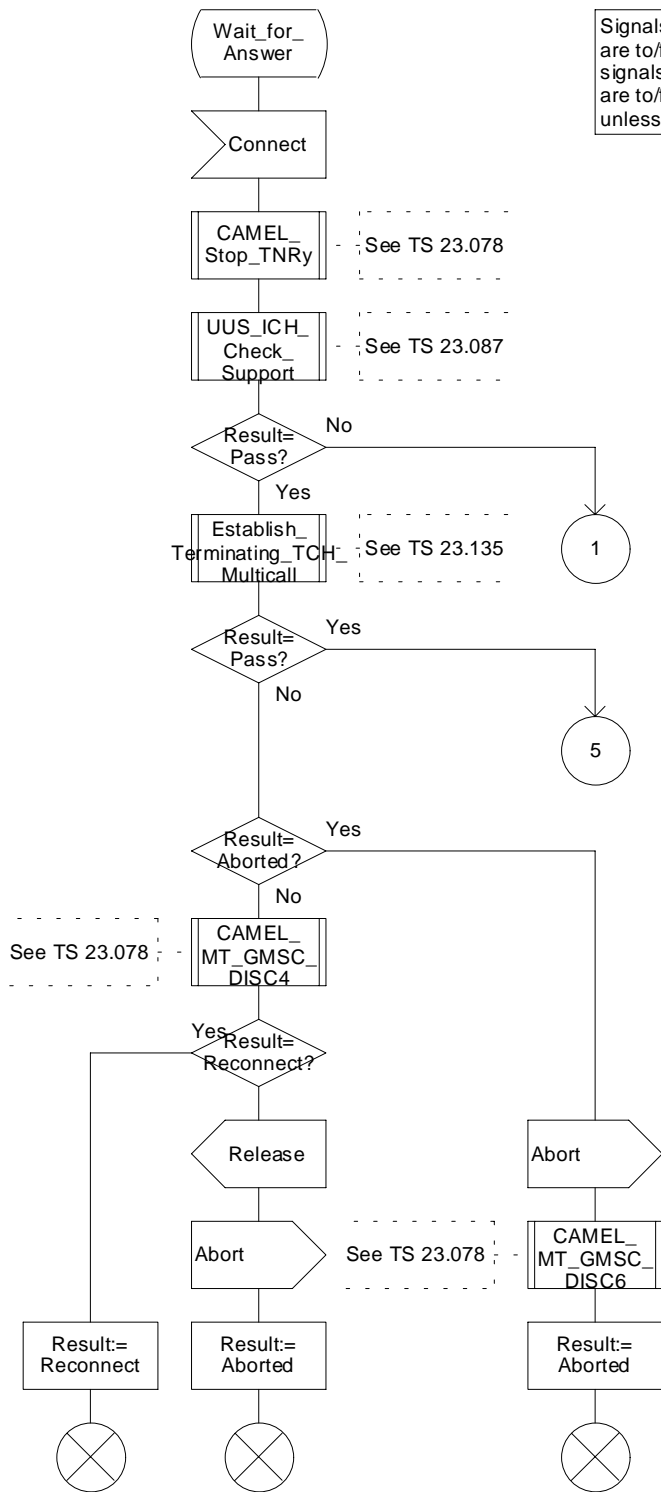 Wait_for_
Answer
Signals
are to/f
signals
are to/f
unless
Connect
CAMEL_
Stop_TNRy
See TS 23.078
UUS_ICH_
Check_
Support
See TS 23.087
Result=
Pass?
No
Yes
Establish_
Terminating_TCH_
Multicall
See TS 23.135
1
Result=
Pass?
Yes
No
5
Result=
Aborted?
Yes
No
See TS 23.078
CAMEL_
MT_GMSC_
DISC4
Yes
Result=
Reconnect?
Release
Abort
Abort
See TS 23.078
CAMEL_
MT_GMSC_
DISC6
Result:=
Reconnect
Result:=
Aborted
Result:=
Aborted